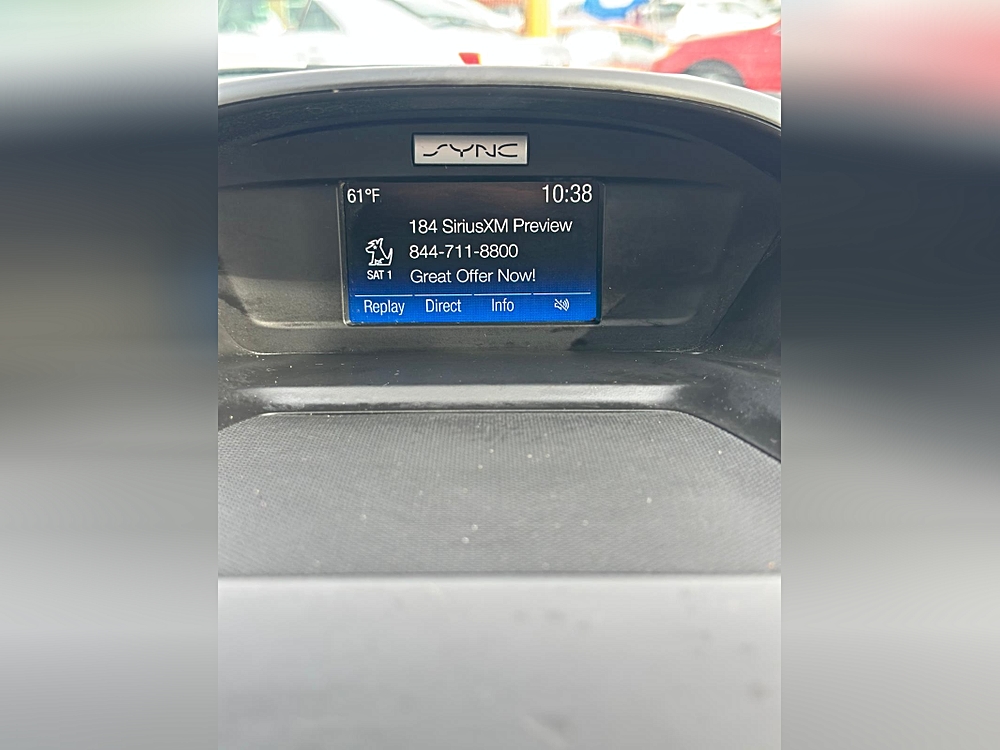 SYNC
61°F 10:38
184 SiriusXM Preview
844-711-8800
SAT 1
Great Offer Now!
Replay Direct Info